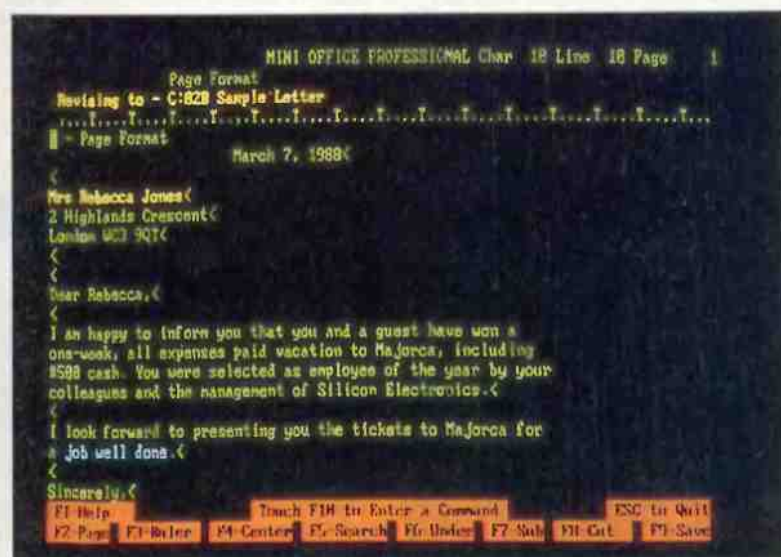 MINI OFFICE PROFESSIONAL Char 18 Line 18 Page 1
Page Format
Revising to - C:020 Sample Letter
....T....T....T....T....T....T....T....T....T....T....T....T....T....T...
- Page Format
March 7, 1988<
<
Mrs Rebecca Jones<
2 Highlands Crescent<
London WC3 9QT<
<
<
Dear Rebecca,<
<
I am happy to inform you that you and a guest have won a
one-week, all expenses paid vacation to Majorca, including
cash. You were selected as employee of the year by your
colleagues and the management of Silicon Electronics.<
<
I look forward to presenting you the tickets to Majorca for
a job well done.<
<
Sincerely,<
F1-Help Touch F10 to Enter a Command ESC to Quit
F2-Page F3-Ruler F4-Center F5-Search F6-Under F7-Sub F8-Cut F9-Save